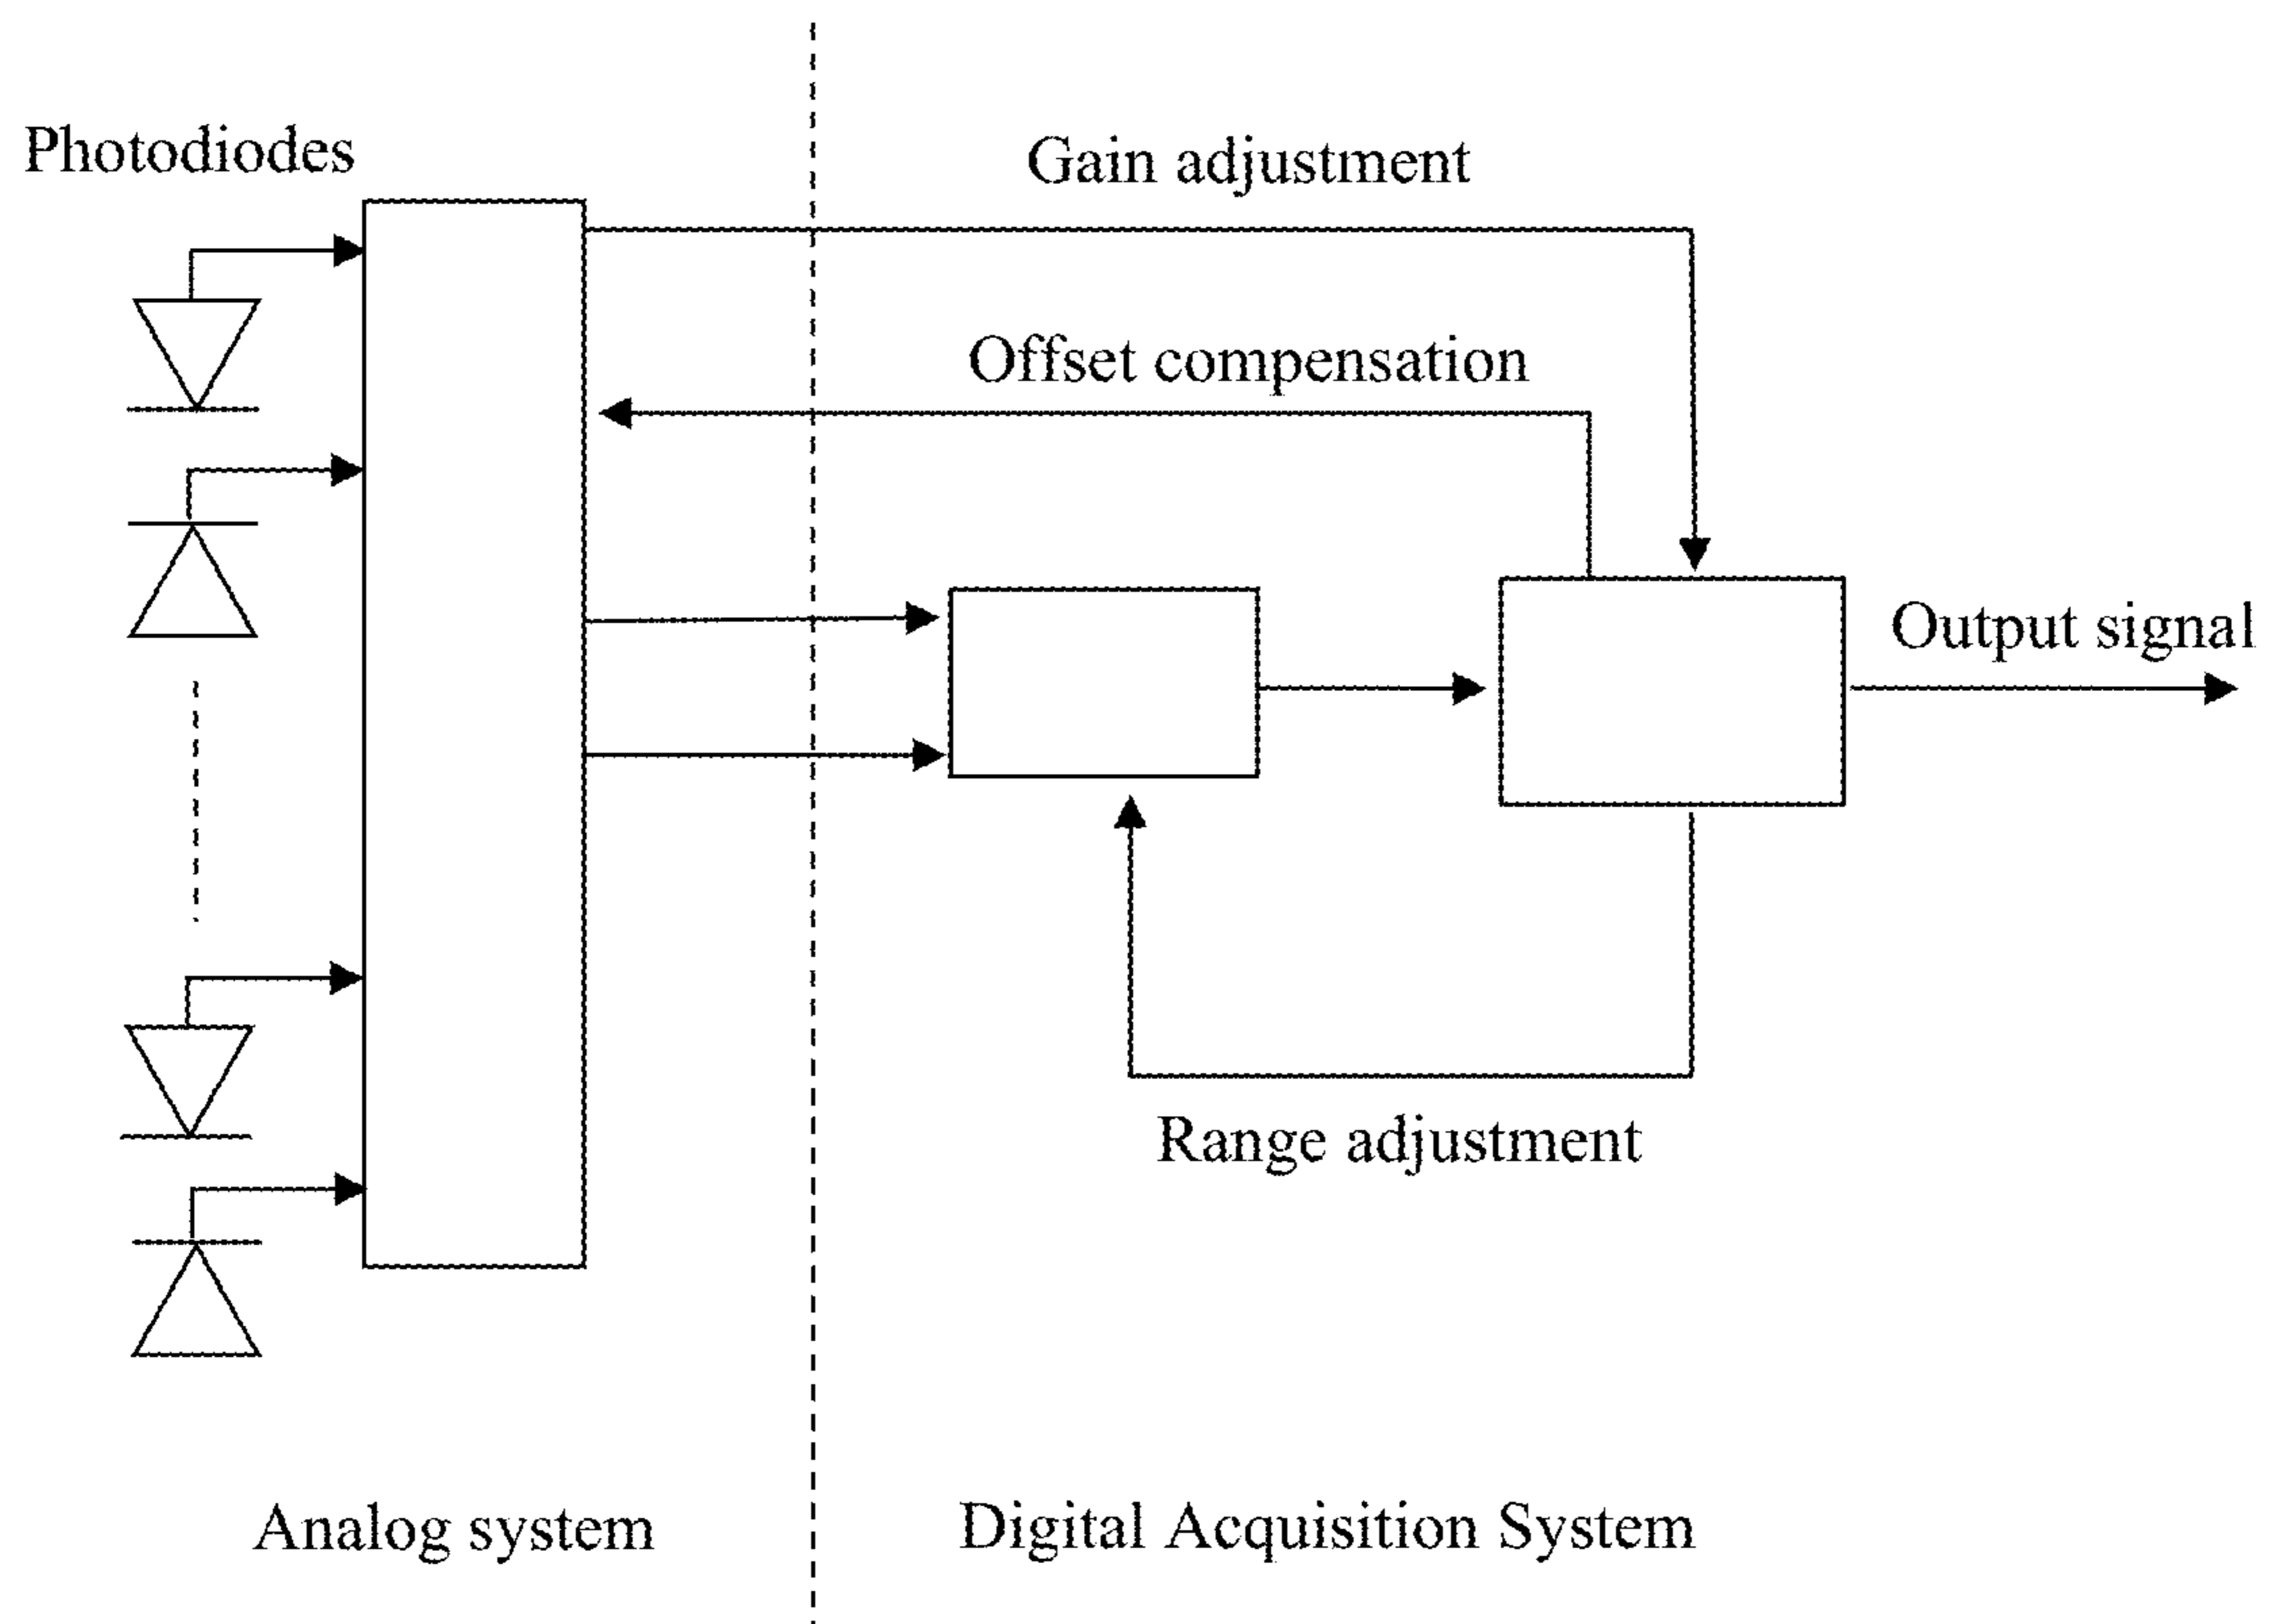 Photodiodes
Gain adjustment
Offset compensation
Output signal
Range adjustment
Analog system
Digital Acquisition System